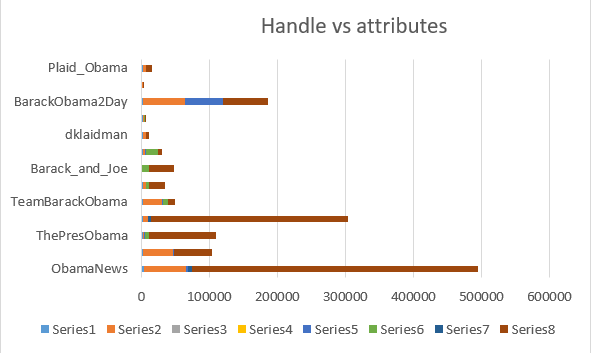 Handle vs attributes
Plaid_Obama
BarackObama2Day
dklaidman
Barack_and_Joe
TeamBarackObama
ThePresObama
ObamaNews
0 100000 200000 300000 400000 500000 600000
Series1 Series2 Series3 Series4 Series5 Series6 Series7 Series8